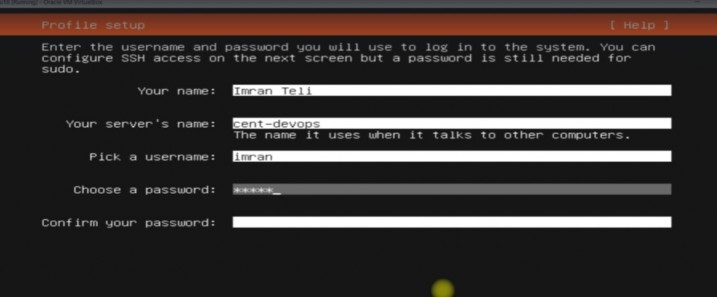 Profile setup [ Help ]
Enter the username and password you will use to log in to the system. You can
configure SSH access on the next screen but a password is still needed for
sudo.
Your name: Imran Teli
Your server's name: cent-devops
The name it uses when it talks to other computers.
Pick a username: imran
Choose a password: *****_
Confirm your password: